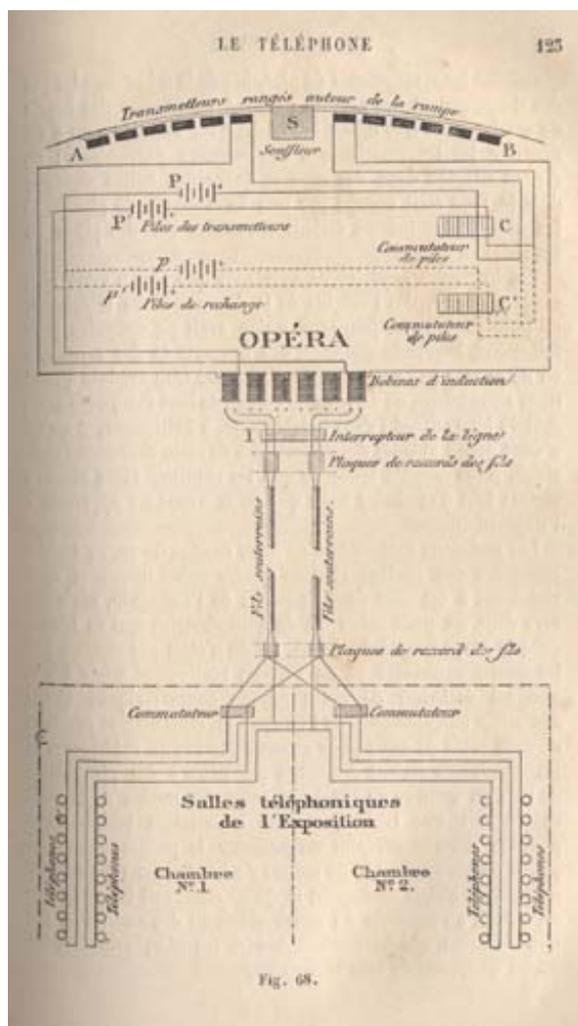 LE TÉLÉPHONE
125
Transmetteurs rangés autour de la rampe
A
S
B
Souffleur
P
P
Piles des transmetteurs
C
Commutateur
de piles
p
p'
Piles de rechange
C'
Commutateur
de piles
OPÉRA
Bobines d'induction
I
Interrupteur de la ligne
Plaques de raccords des fils
Fils souterrains
Fils souterrains.
Plaques de raccord des fils
Commutateur
Commutateur
Salles téléphoniques
de l'Exposition
Chambre
Nº 1.
Chambre
Nº 2.
Téléphones
Téléphones
Téléphones
Téléphones
Fig. 68.